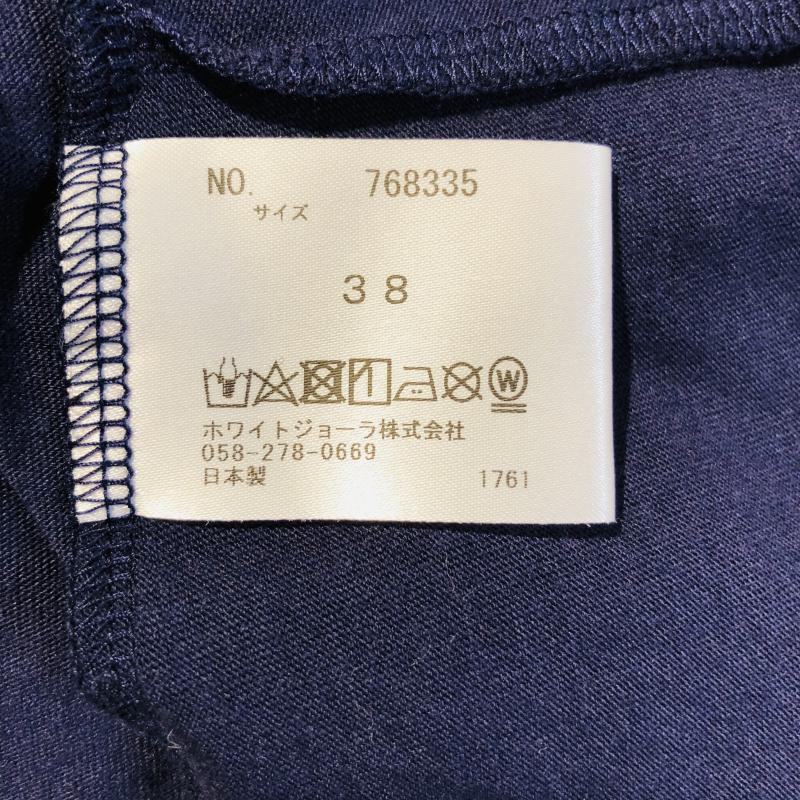 NO. 768335
サイズ
38
W
ホワイトジョーラ株式会社
058-278-0669
日本製 1761